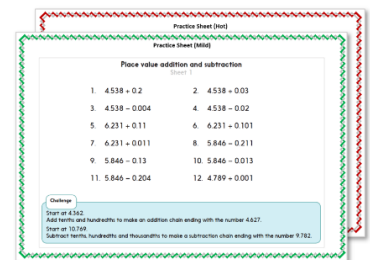 Practice Sheet (Hot)
Practice Sheet (Mild)
Place value addition and subtraction
Sheet 1
1. 4.538 + 0.2
2. 4.538 + 0.03
3. 4.538 – 0.004
4. 4.538 – 0.02
5. 6.231 + 0.11
6. 6.231 + 0.101
7. 6.231 + 0.011
8. 5.846 – 0.211
9. 5.846 – 0.13
10. 5.846 – 0.013
11. 5.846 – 0.204
12. 4.789 + 0.001
Challenge
Start at 4.362.
Add tenths and hundredths to make an addition chain ending with the number 4.627.
Start at 10.769.
Subtract tenths, hundredths and thousandths to make a subtraction chain ending with the number 9.782.